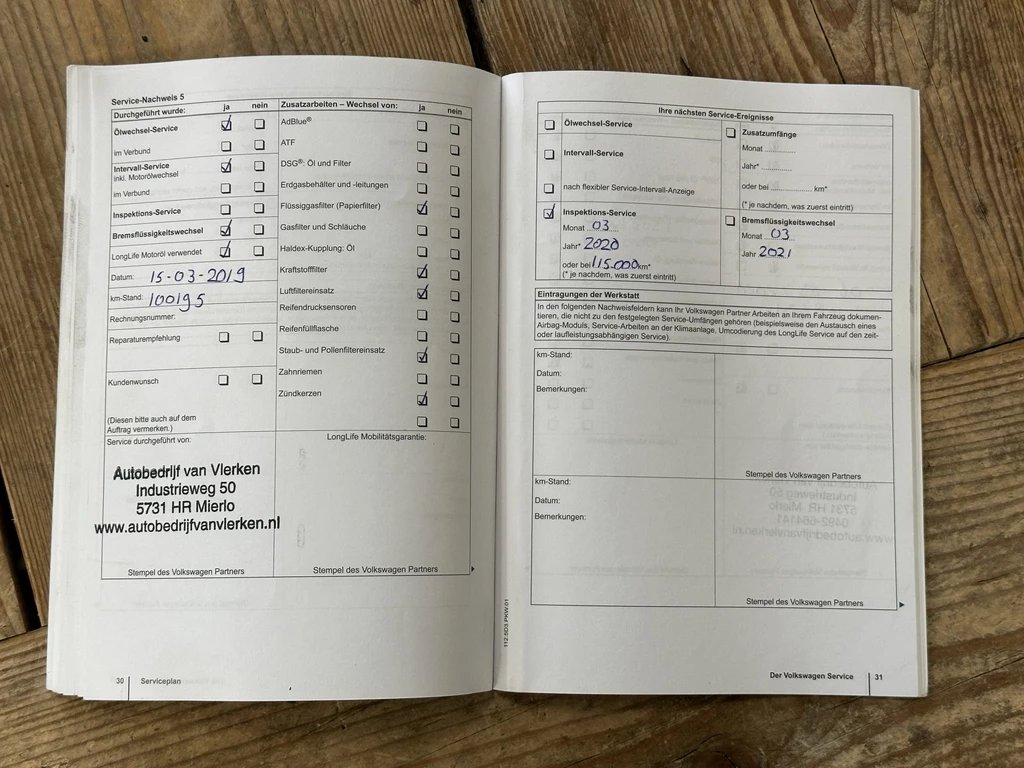 Service-Nachweis 5
Durchgeführt wurde: ja nein
Ölwechsel-Service
im Verbund
Intervall-Service
inkl. Motorölwechsel
im Verbund
Inspektions-Service
Bremsflüssigkeitswechsel
LongLife Motoröl verwendet
Datum: 15-03-2019
km-Stand: 100195
Rechnungsnummer:
Reparaturempfehlung
Kundenwunsch
(Diesen bitte auch auf dem
Auftrag vermerken.)
Zusatzarbeiten – Wechsel von: ja nein
AdBlue®
ATF
DSG®: Öl und Filter
Erdgasbehälter und -leitungen
Flüssiggasfilter (Papierfilter)
Gasfilter und Schläuche
Haldex-Kupplung: Öl
Kraftstofffilter
Luftfiltereinsatz
Reifendrucksensoren
Reifenfüllflasche
Staub- und Pollenfiltereinsatz
Zahnriemen
Zündkerzen
Service durchgeführt von:
Autobedrijf van Vlerken
Industrieweg 50
5731 HR Mierlo
www.autobedrijfvanvlerken.nl
Stempel des Volkswagen Partners
LongLife Mobilitätsgarantie:
Stempel des Volkswagen Partners
30 Serviceplan
Ihre nächsten Service-Ereignisse
Ölwechsel-Service
Intervall-Service
nach flexibler Service-Intervall-Anzeige
Zusatzumfänge
Monat ............
Jahr* ............
oder bei ............... km*
(* je nachdem, was zuerst eintritt)
Inspektions-Service
Monat 03
Jahr* 2020
oder bei 115.000 km*
(* je nachdem, was zuerst eintritt)
Bremsflüssigkeitswechsel
Monat 03
Jahr 2021
Eintragungen der Werkstatt
In den folgenden Nachweisfeldern kann Ihr Volkswagen Partner Arbeiten an Ihrem Fahrzeug dokumen-
tieren, die nicht zu den festgelegten Service-Umfängen gehören (beispielsweise den Austausch eines
Airbag-Moduls, Service-Arbeiten an der Klimaanlage, Umcodierung des LongLife Service auf den zeit-
oder laufleistungsabhängigen Service).
km-Stand:
Datum:
Bemerkungen:
Stempel des Volkswagen Partners
km-Stand:
Datum:
Bemerkungen:
Stempel des Volkswagen Partners
112.5D3.PKW.01
Der Volkswagen Service 31